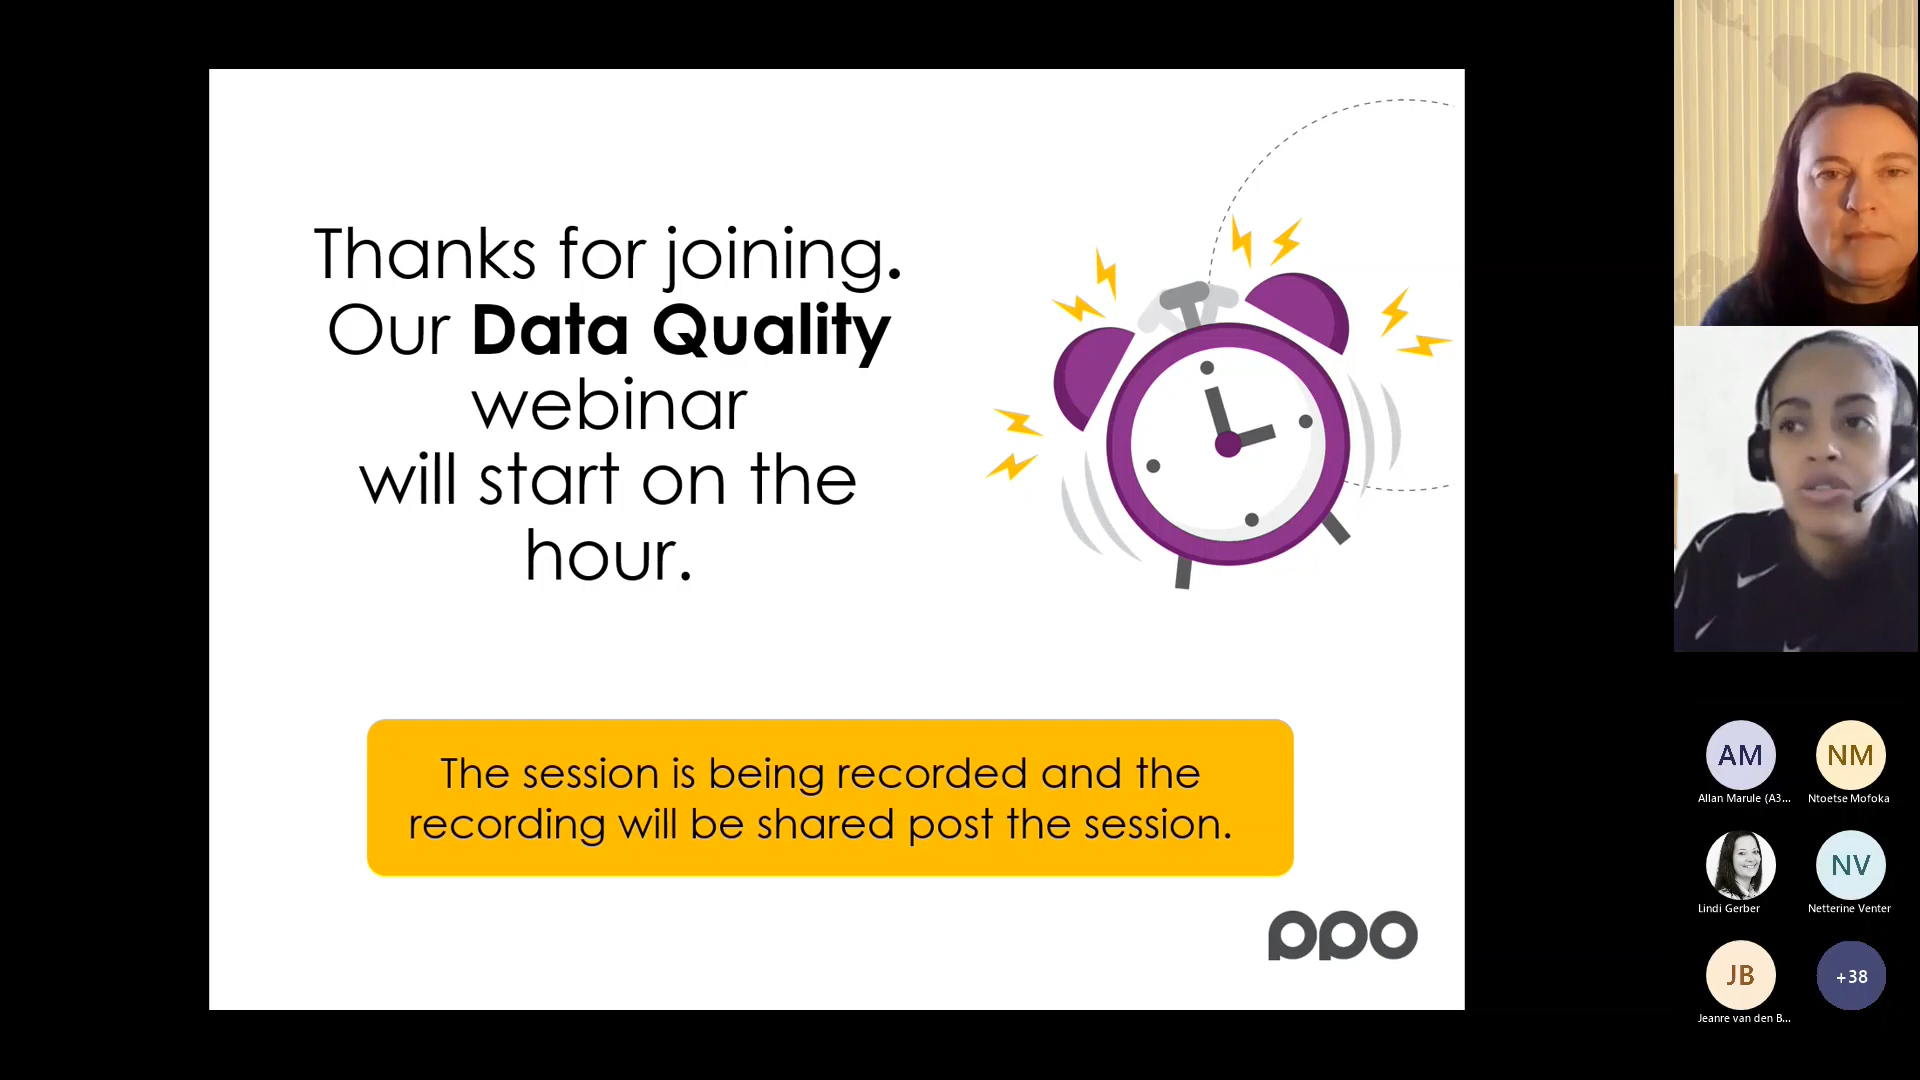 Thanks for joining.
Our Data Quality
webinar
will start on the
hour.
The session is being recorded and the
recording will be shared post the session.
ppo
AM
Allan Marule (A3...
NM
Ntoetse Mofoka
Lindi Gerber
NV
Netterine Venter
JB
Jeanre van den B...
+38